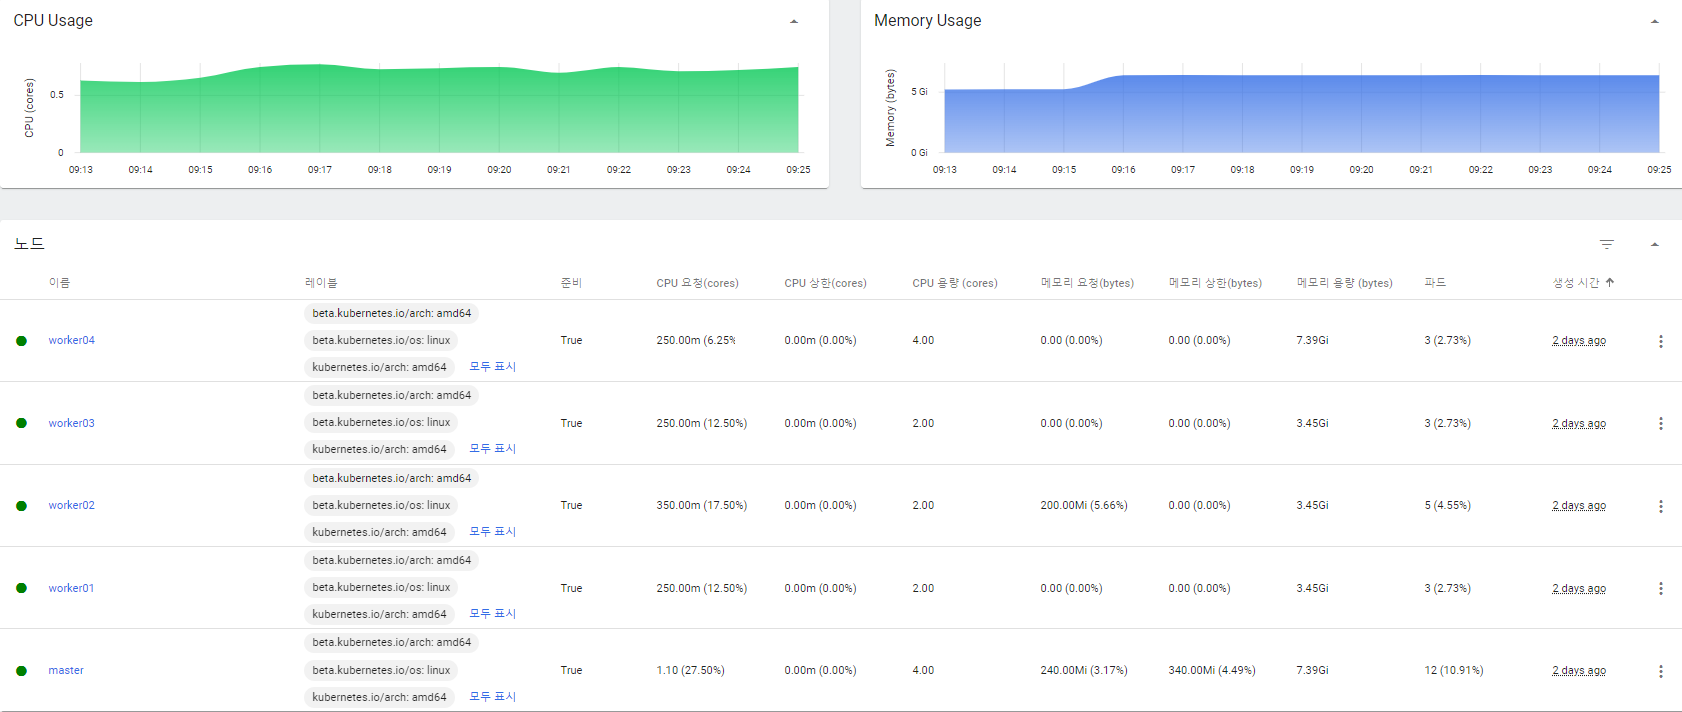 CPU Usage
CPU (cores)
0.5
0
09:13 09:14 09:15 09:16 09:17 09:18 09:19 09:20 09:21 09:22 09:23 09:24 09:25
Memory Usage
Memory (bytes)
5 Gi
0 Gi
09:13 09:14 09:15 09:16 09:17 09:18 09:19 09:20 09:21 09:22 09:23 09:24 09:25
노드
이름 레이블 준비 CPU 요청(cores) CPU 상한(cores) CPU 용량 (cores) 메모리 요청(bytes) 메모리 상한(bytes) 메모리 용량 (bytes) 파드 생성 시간
beta.kubernetes.io/arch: amd64
worker04 beta.kubernetes.io/os: linux True 250.00m (6.25% 0.00m (0.00%) 4.00 0.00 (0.00%) 0.00 (0.00%) 7.39Gi 3 (2.73%) 2 days ago
kubernetes.io/arch: amd64 모두 표시
beta.kubernetes.io/arch: amd64
worker03 beta.kubernetes.io/os: linux True 250.00m (12.50%) 0.00m (0.00%) 2.00 0.00 (0.00%) 0.00 (0.00%) 3.45Gi 3 (2.73%) 2 days ago
kubernetes.io/arch: amd64 모두 표시
beta.kubernetes.io/arch: amd64
worker02 beta.kubernetes.io/os: linux True 350.00m (17.50%) 0.00m (0.00%) 2.00 200.00Mi (5.66%) 0.00 (0.00%) 3.45Gi 5 (4.55%) 2 days ago
kubernetes.io/arch: amd64 모두 표시
beta.kubernetes.io/arch: amd64
worker01 beta.kubernetes.io/os: linux True 250.00m (12.50%) 0.00m (0.00%) 2.00 0.00 (0.00%) 0.00 (0.00%) 3.45Gi 3 (2.73%) 2 days ago
kubernetes.io/arch: amd64 모두 표시
beta.kubernetes.io/arch: amd64
master beta.kubernetes.io/os: linux True 1.10 (27.50%) 0.00m (0.00%) 4.00 240.00Mi (3.17%) 340.00Mi (4.49%) 7.39Gi 12 (10.91%) 2 days ago
kubernetes.io/arch: amd64 모두 표시